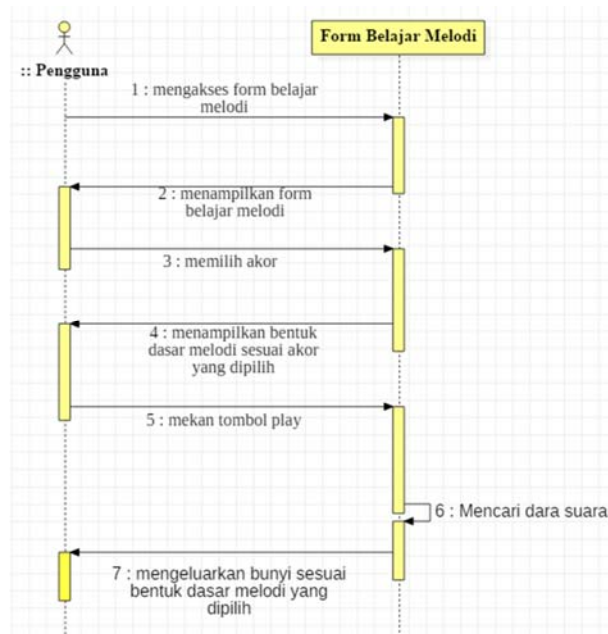 Form Belajar Melodi
:: Pengguna
1 : mengakses form belajar
melodi
2 : menampilkan form
belajar melodi
3 : memilih akor
4 : menampilkan bentuk
dasar melodi sesuai akor
yang dipilih
5 : mekan tombol play
6 : Mencari dara suara
7 : mengeluarkan bunyi sesuai
bentuk dasar melodi yang
dipilih